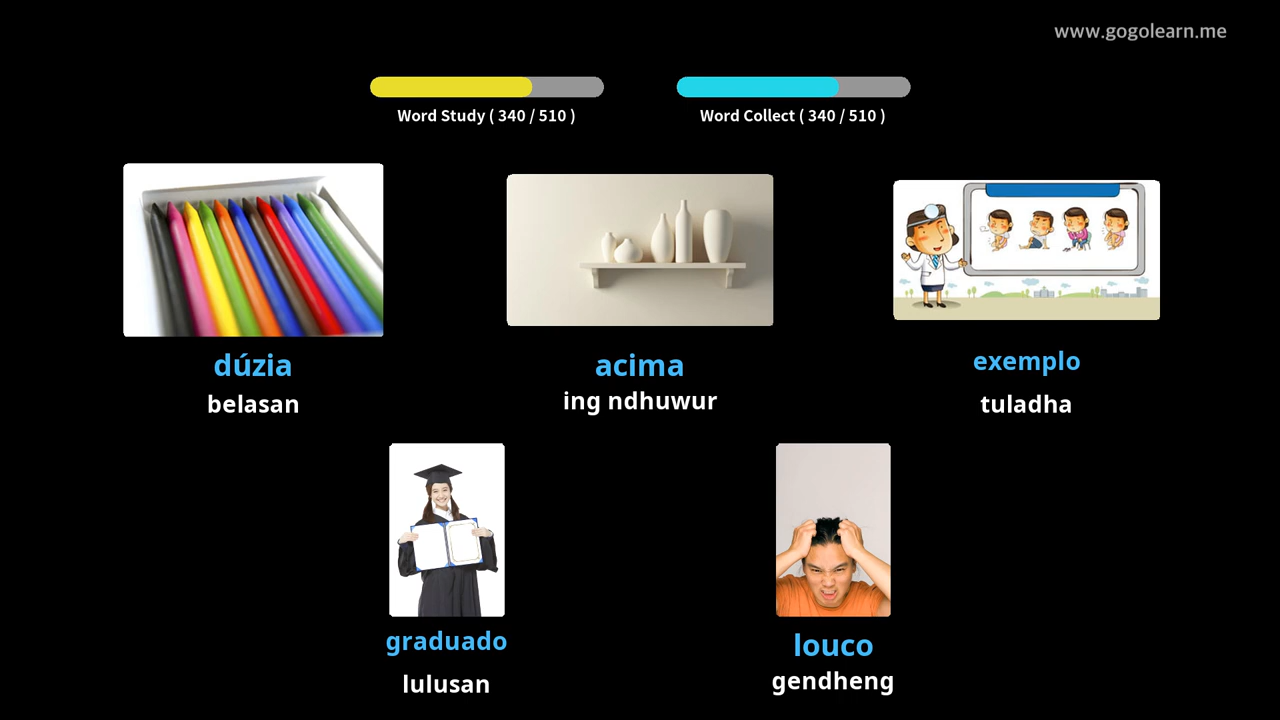 www.gogolearn.me
Word Study ( 340 / 510 )
Word Collect ( 340 / 510 )
dúzia
belasan
acima
ing ndhuwur
exemplo
tuladha
graduado
lulusan
louco
gendheng